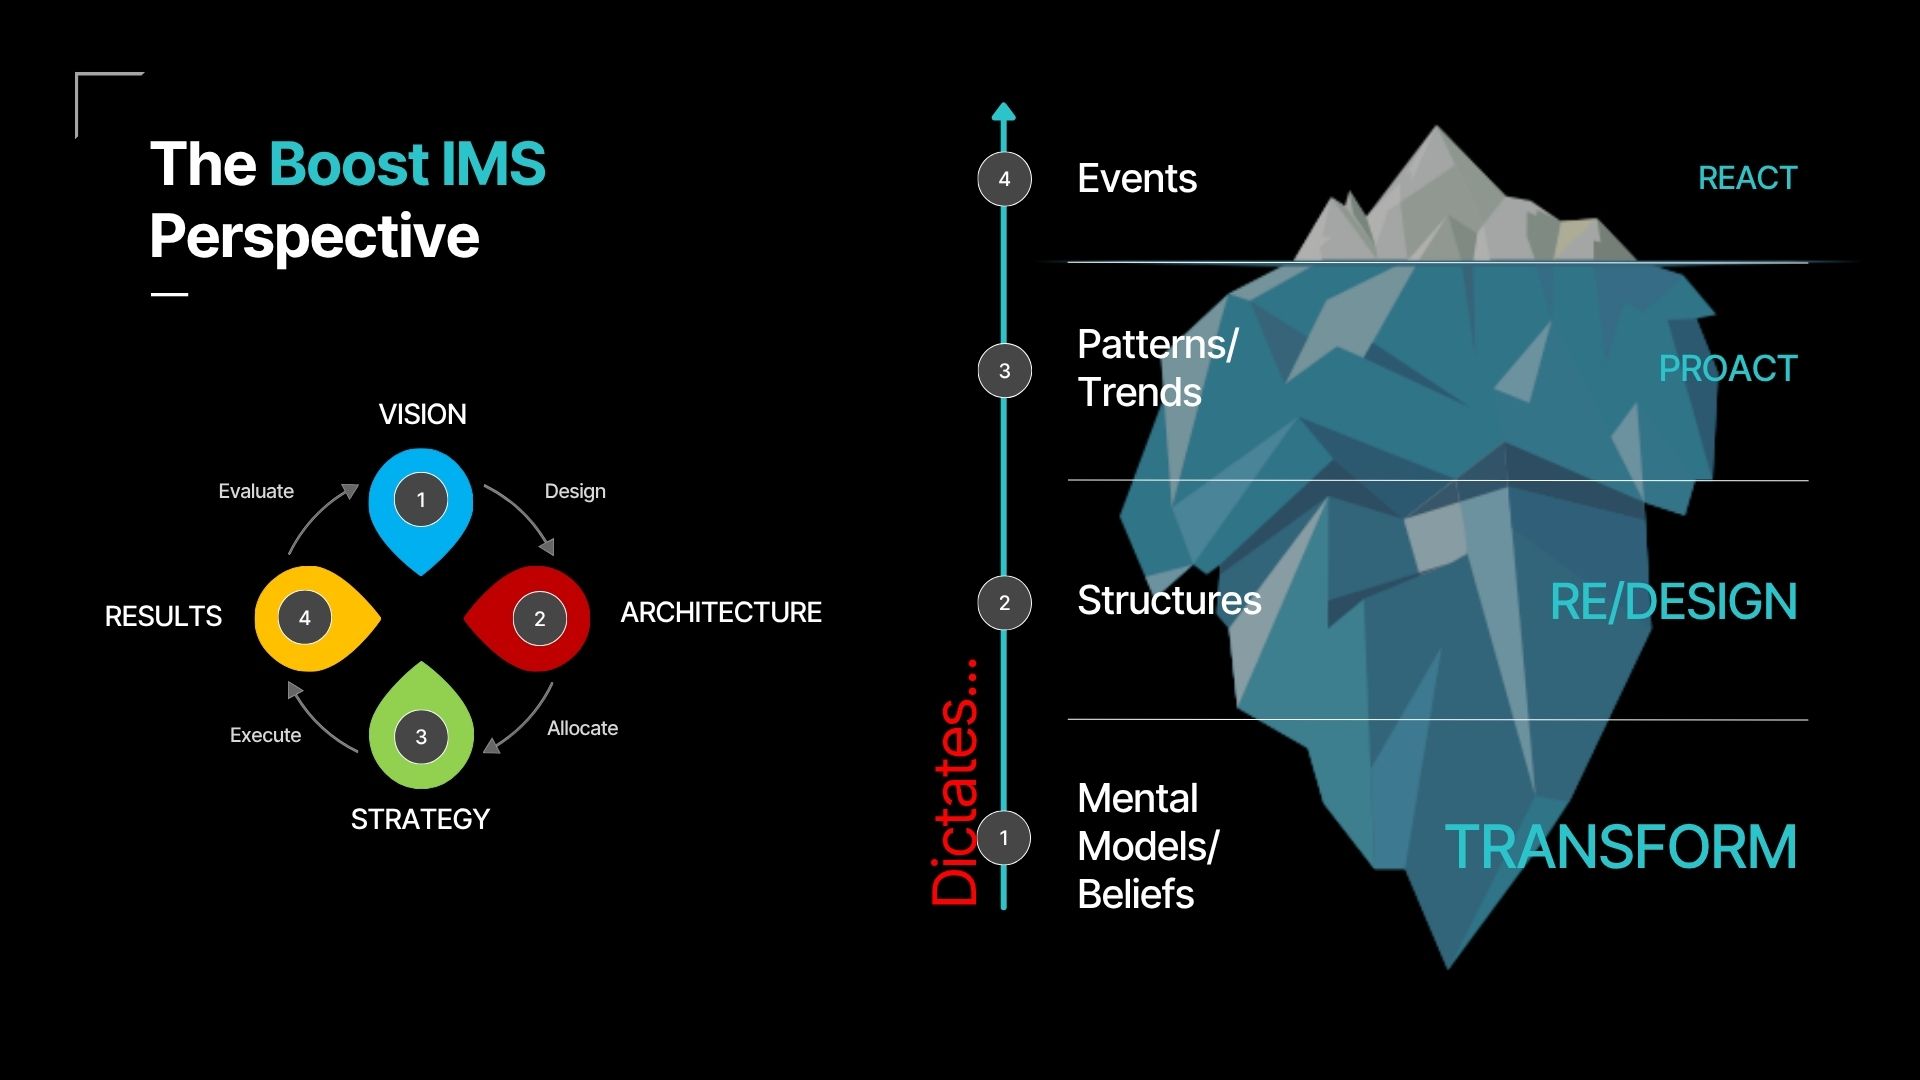 The Boost IMS
Perspective
VISION
Evaluate
1
Design
RESULTS
4
2
ARCHITECTURE
Execute
3
Allocate
STRATEGY
Dictates...
4
Events
REACT
3
Patterns/
Trends
PROACT
2
Structures
RE/DESIGN
1
Mental
Models/
Beliefs
TRANSFORM